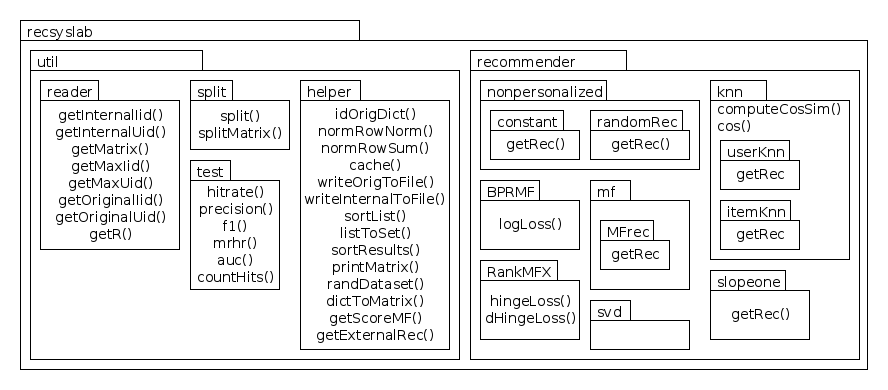 recsyslab
util
reader
getInternalIid()
getInternalUid()
getMatrix()
getMaxIid()
getMaxUid()
getOriginalIid()
getOriginalUid()
getR()
split
split()
splitMatrix()
test
hitrate()
precision()
f1()
mrhr()
auc()
countHits()
helper
idOrigDict()
normRowNorm()
normRowSum()
cache()
writeOrigToFile()
writeInternalToFile()
sortList()
listToSet()
sortResults()
printMatrix()
randDataset()
dictToMatrix()
getScoreMF()
getExternalRec()
recommender
nonpersonalized
constant
getRec()
randomRec
getRec()
BPRMF
logLoss()
RankMFX
hingeLoss()
dHingeLoss()
mf
MFrec
getRec
svd
knn
computeCosSim()
cos()
userKnn
getRec
itemKnn
getRec
slopeone
getRec()